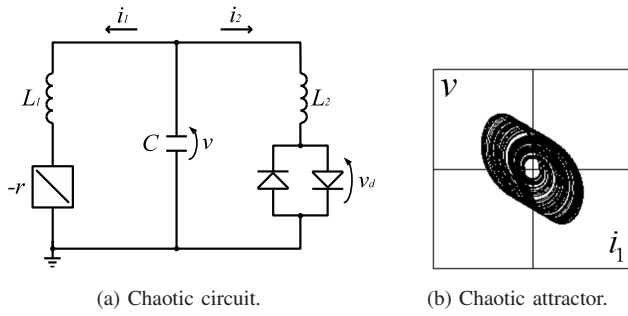 i1 i2
v
L1 L2
C v
-r vd
i1
(a) Chaotic circuit. (b) Chaotic attractor.